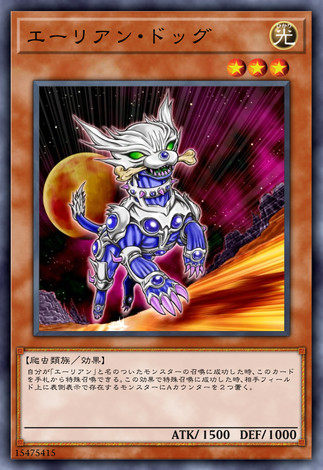 エーリアン・ドッグ
光
【爬虫類族／効果】
自分が「エーリアン」と名のついたモンスターの召喚に成功した時、このカード
を手札から特殊召喚できる。この効果で特殊召喚に成功した時、相手フィールド
上に表側表示で存在するモンスターにAカウンターを2つ置く。
ATK/1500 DEF/1000
15475415